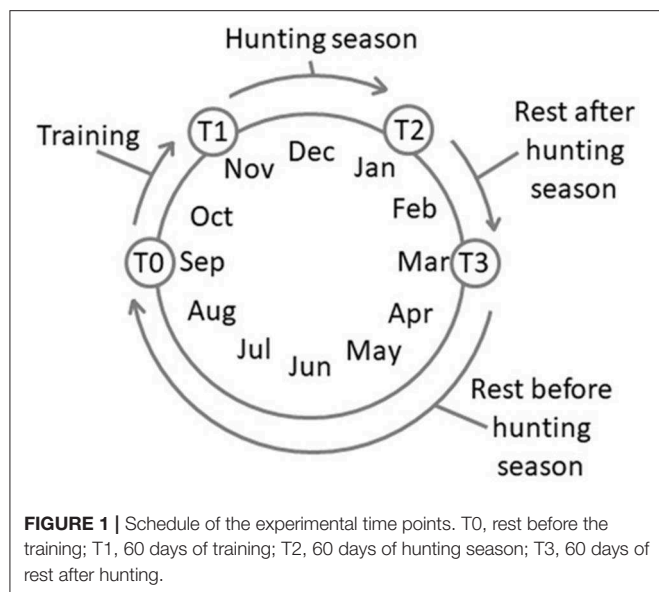 Hunting season
Training
T1
T2
Rest after
hunting
season
Nov
Dec
Jan
Oct
Feb
T0
Sep
Mar
T3
Aug
Apr
Jul
Jun
May
Rest before
hunting
season
FIGURE 1 | Schedule of the experimental time points. T0, rest before the
training; T1, 60 days of training; T2, 60 days of hunting season; T3, 60 days of
rest after hunting.